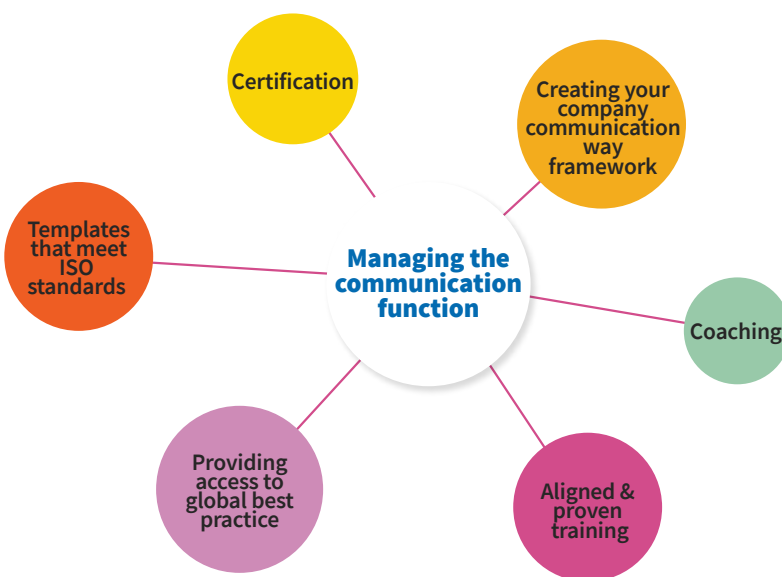 Certification
Creating your
company
communication
way
framework
Templates
that meet
ISO
standards
Managing the
communication
function
Coaching
Providing
access to
global best
practice
Aligned &
proven
training